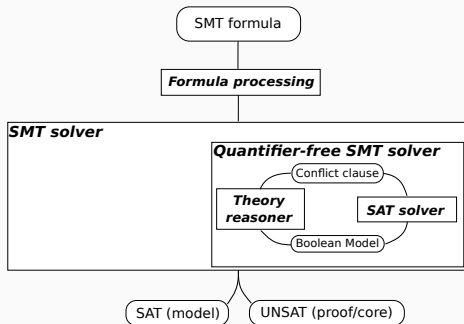 SMT formula
Formula processing
SMT solver
Quantifier-free SMT solver
Conflict clause
Theory
reasoner
SAT solver
Boolean Model
SAT (model)
UNSAT (proof/core)